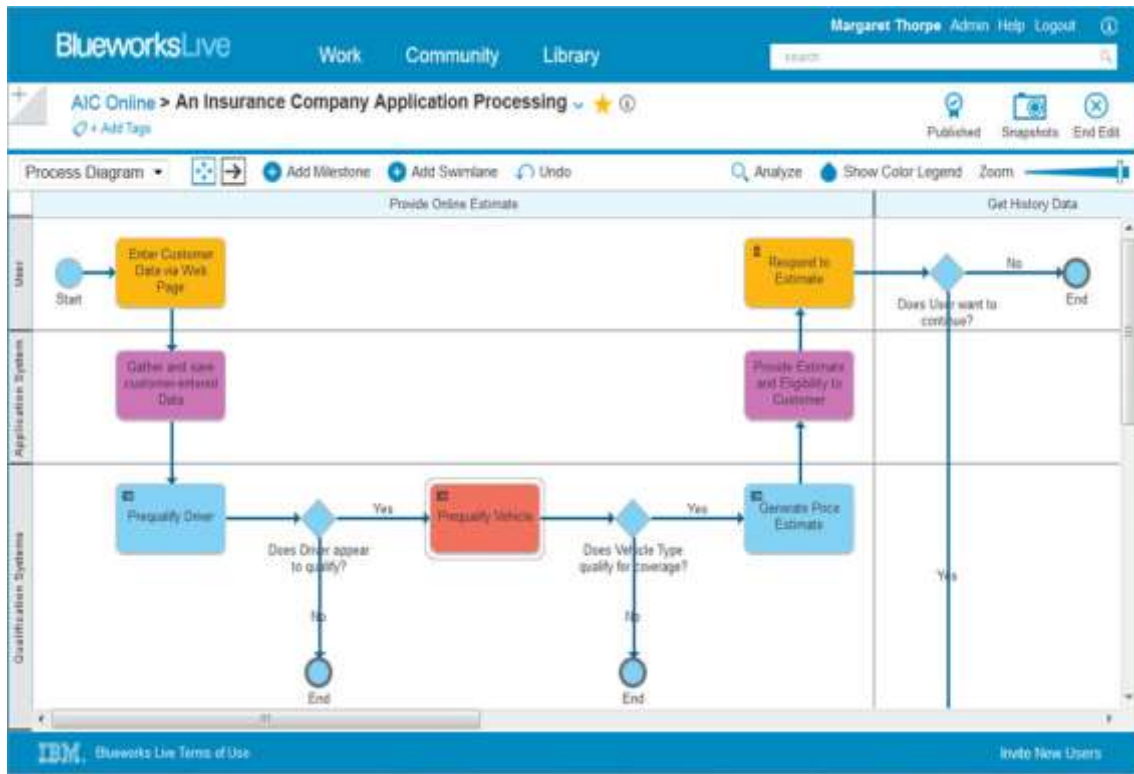 BlueworksLive
Work
Community
Library
Margaret Thorpe Admin Help Logout
search
AIC Online > An Insurance Company Application Processing
+ Add Tags
Published
Snapshots
End Edit
Process Diagram
Add Milestone
Add Swimlane
Undo
Analyze
Show Color Legend
Zoom
Provide Online Estimate
Get History Data
User
Start
Enter Customer
Data via Web
Page
Respond to
Estimate
Does User want to
continue?
No
End
Application System
Gather and save
customer-entered
Data
Provide Estimate
and Eligibility to
Customer
Qualification Systems
Prequalify Driver
Does Driver appear
to qualify?
Yes
Prequalify Vehicle
Does Vehicle Type
qualify for coverage?
Yes
Generate Price
Estimate
Yes
No
No
End
End
IBM. Blueworks Live Terms of Use
Invite New Users